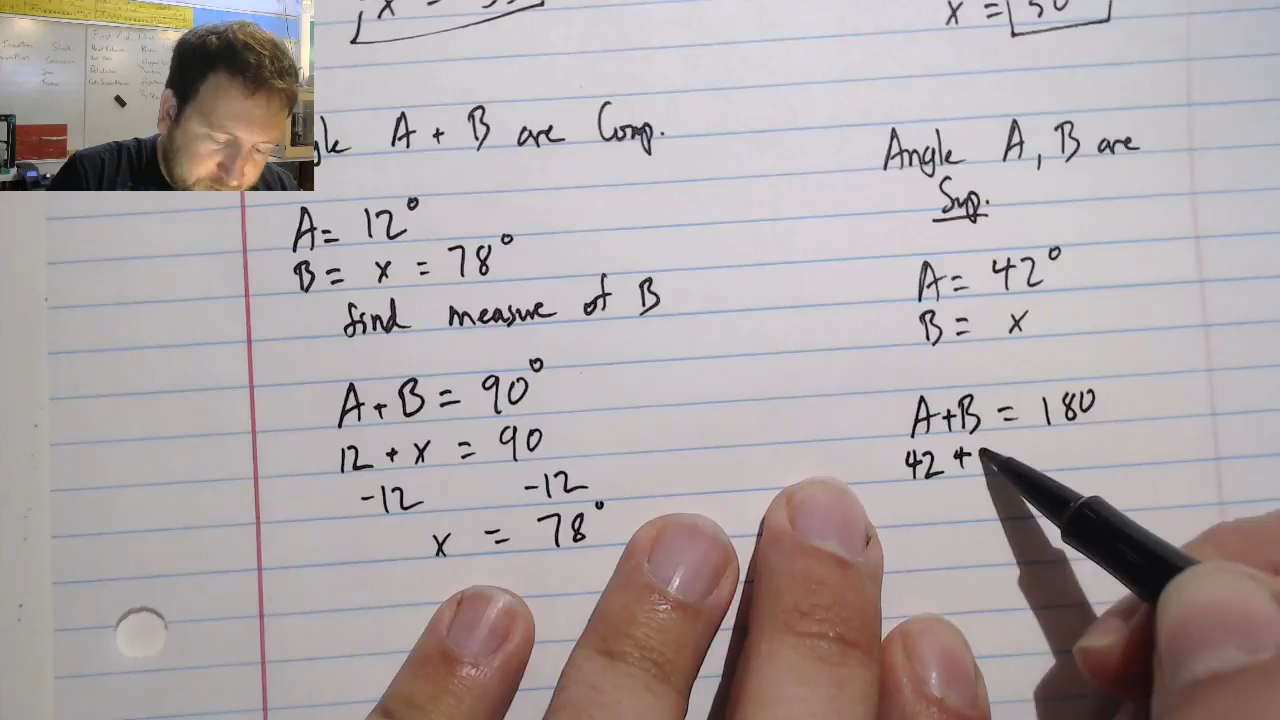 x =
x = 50
A + B are Comp.
A = 12°
B = x = 78°
find measure of B
A + B = 90°
12 + x = 90
-12 -12
x = 78°
Angle A, B are
Sup.
A = 42°
B = x
A+B = 180
42 +